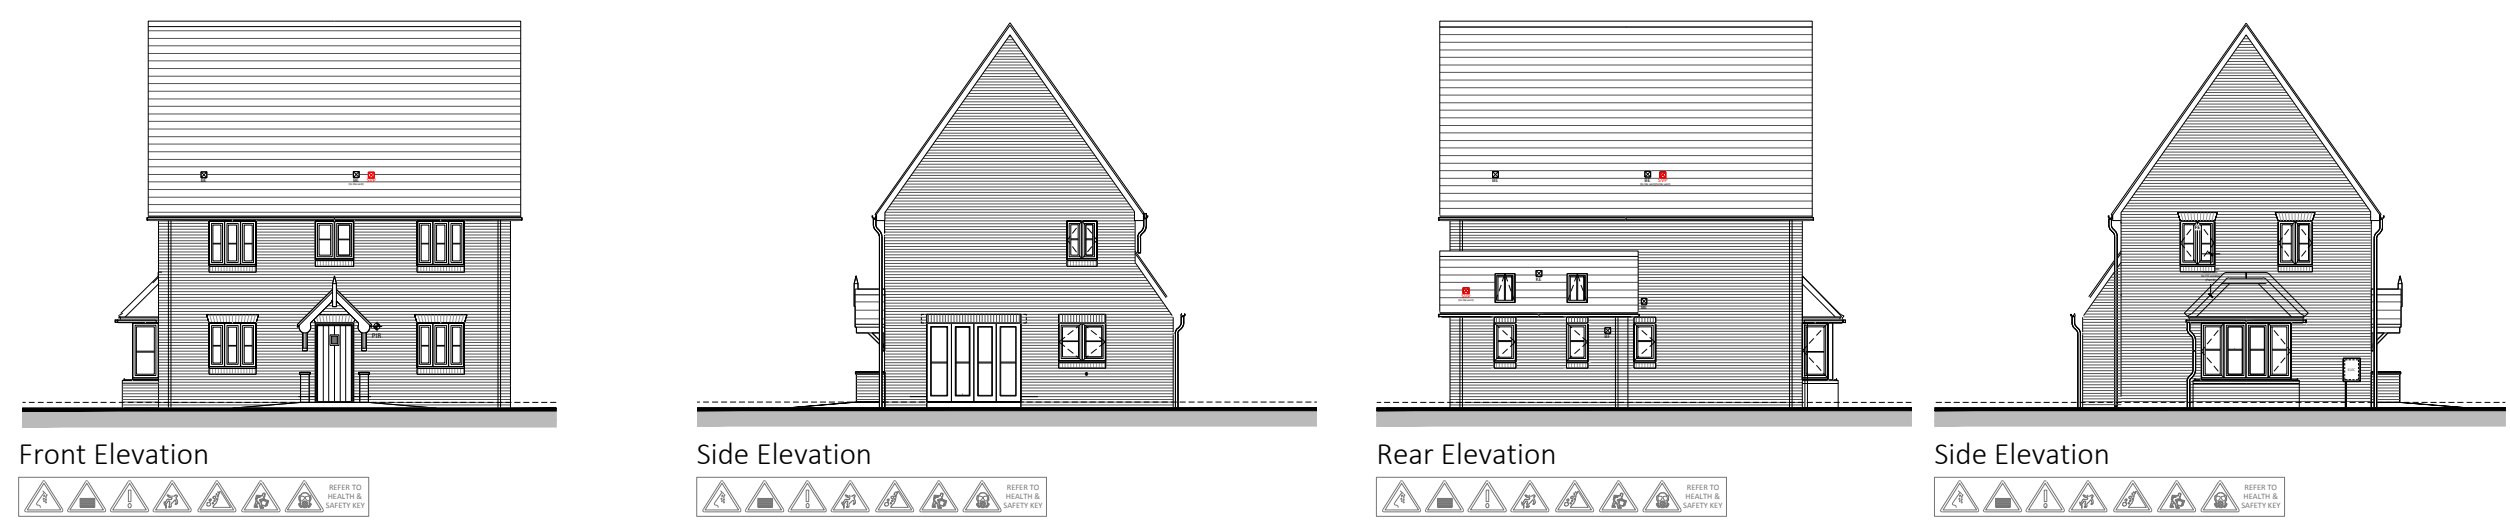 PIR
Front Elevation
REFER TO
HEALTH &
SAFETY KEY
Side Elevation
REFER TO
HEALTH &
SAFETY KEY
Rear Elevation
REFER TO
HEALTH &
SAFETY KEY
Side Elevation
REFER TO
HEALTH &
SAFETY KEY